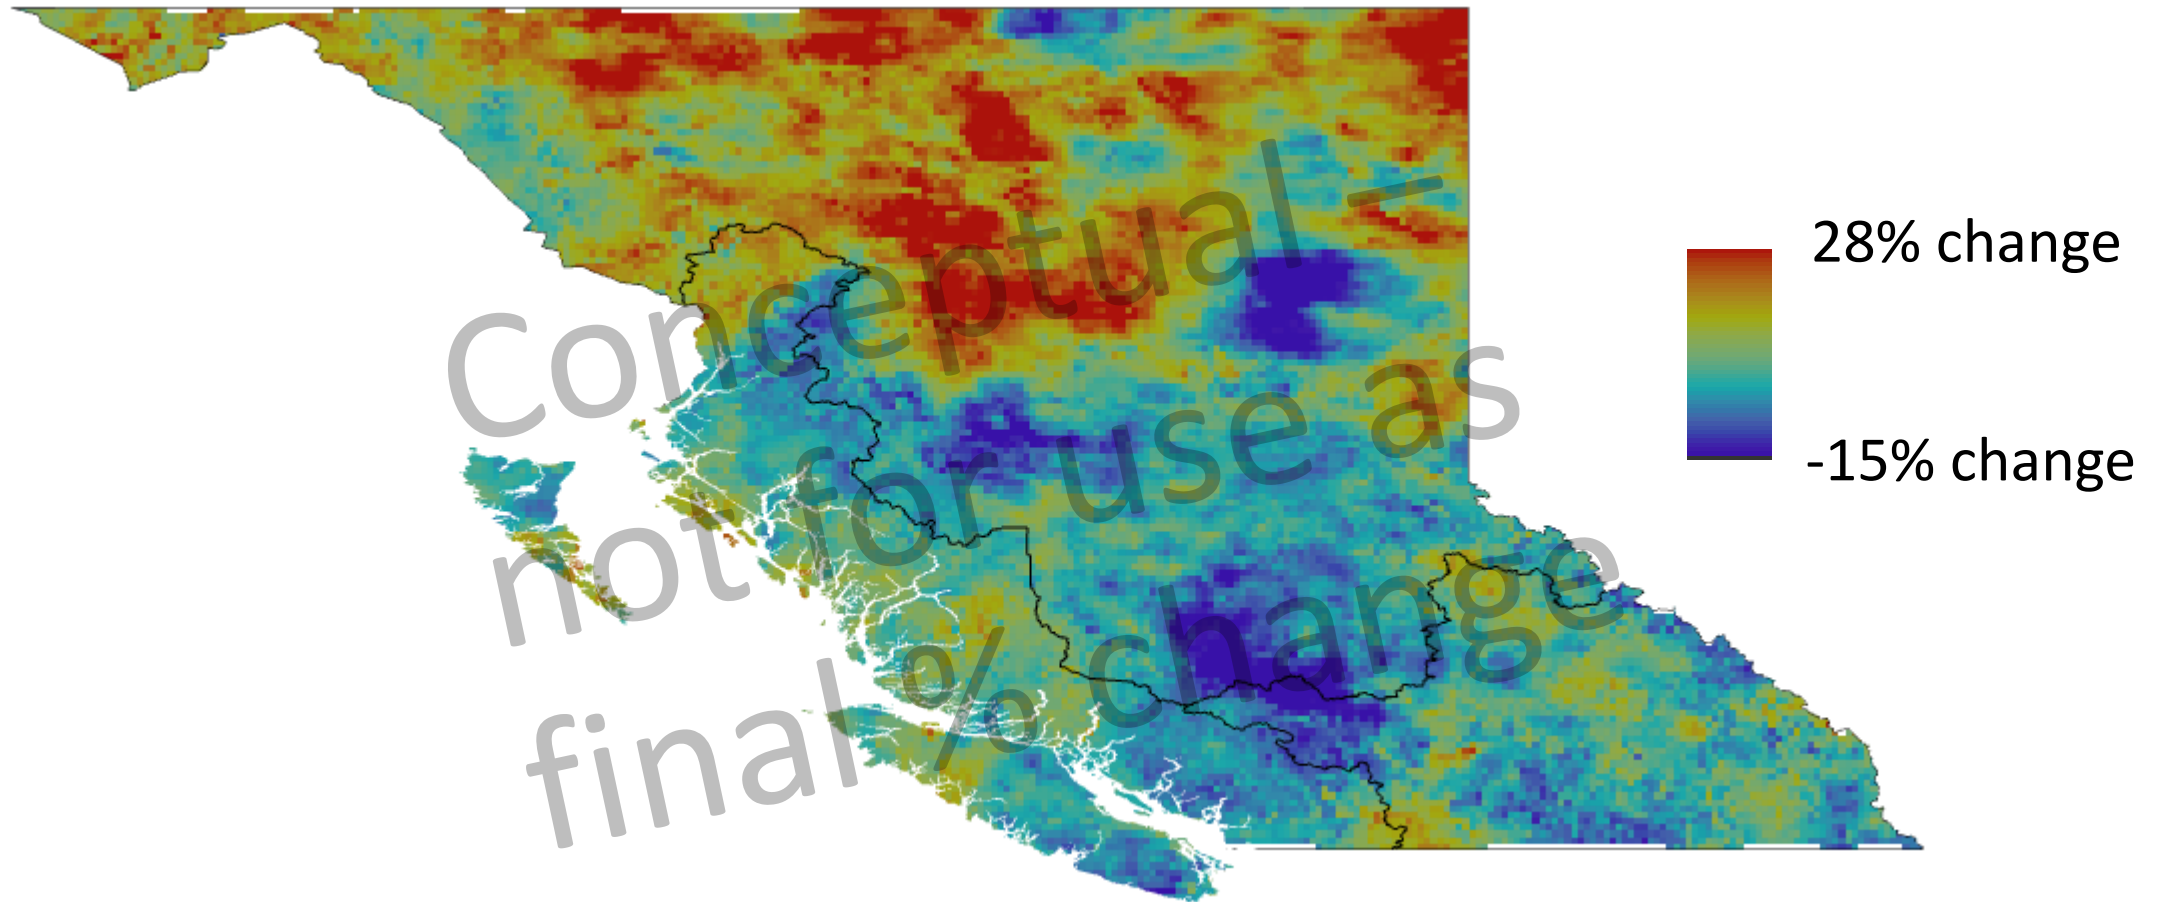 Conceptual –
not for use as
final % change
28% change
-15% change